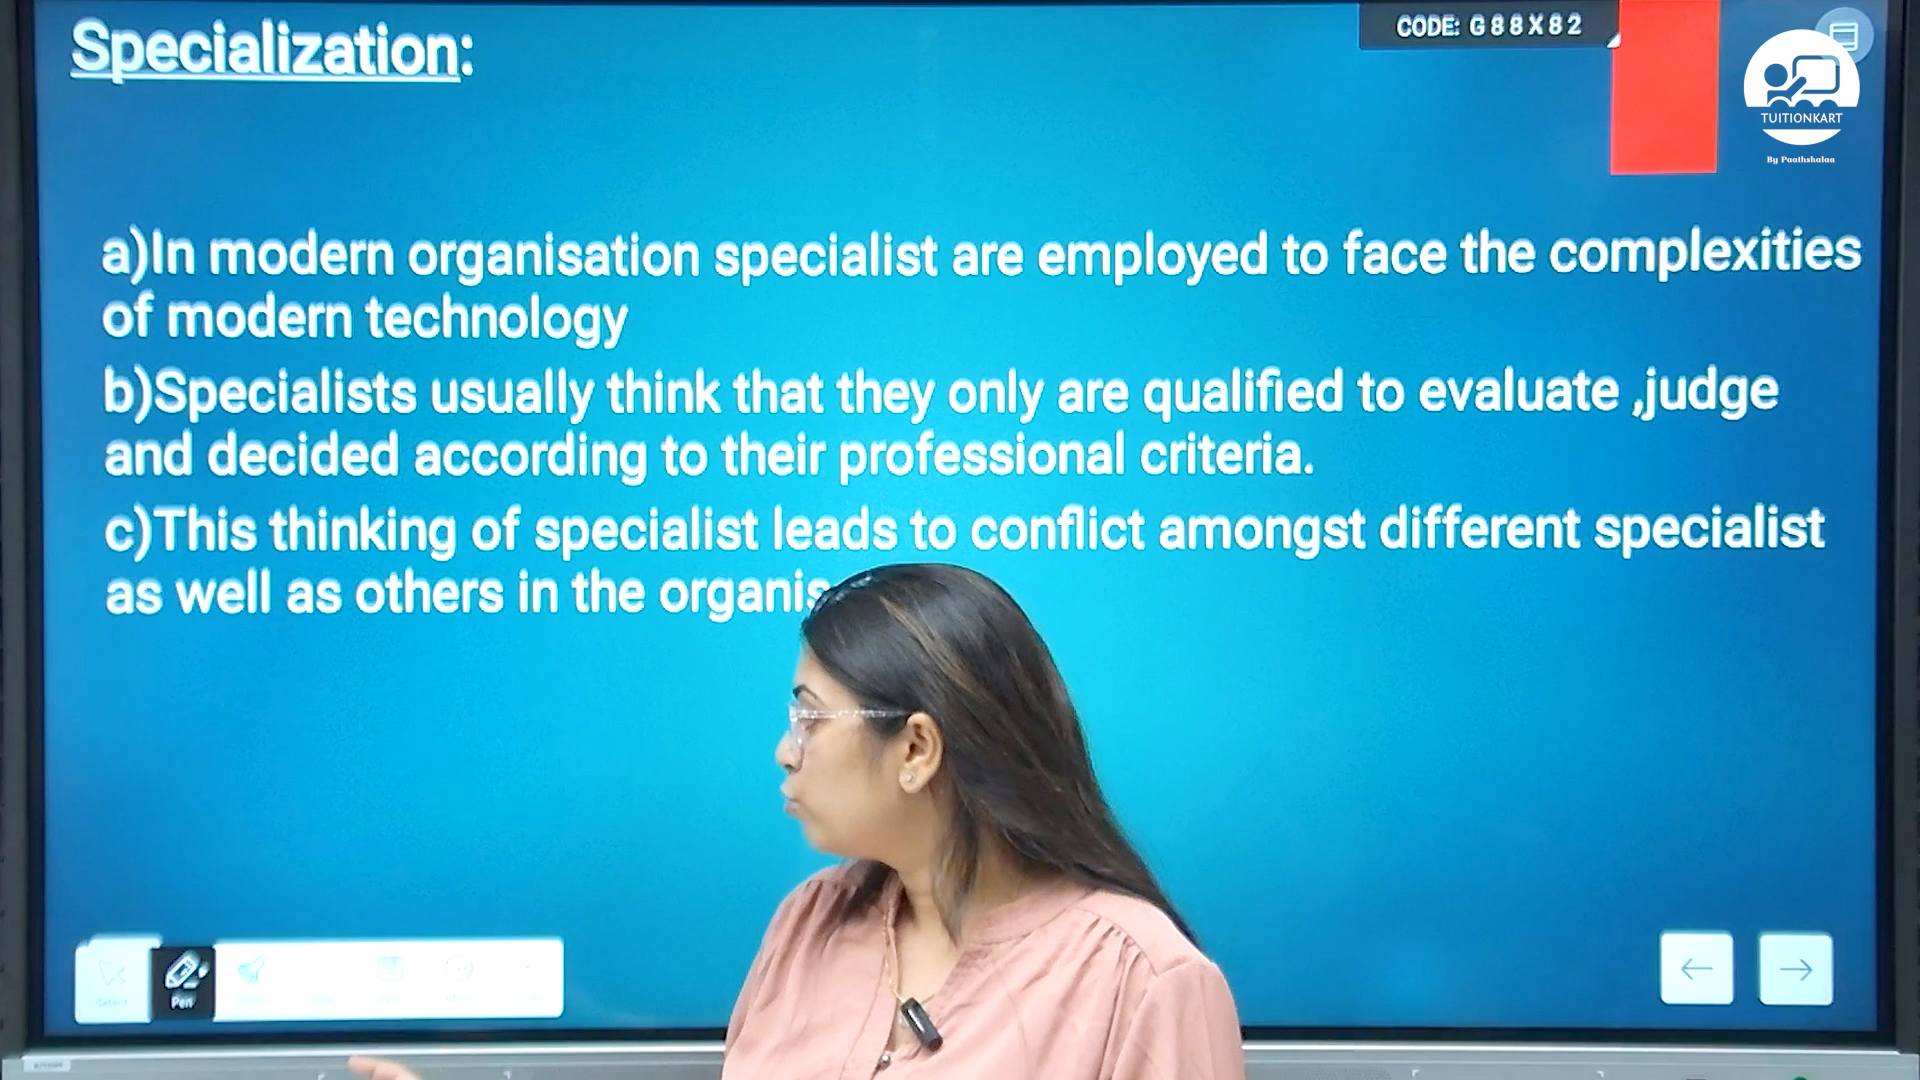 Specialization:
CODE: G88X82
TUITIONKART
By Paathshalaa
a)In modern organisation specialist are employed to face the complexities
of modern technology
b)Specialists usually think that they only are qualified to evaluate ,judge
and decided according to their professional criteria.
c)This thinking of specialist leads to conflict amongst different specialist
as well as others in the organis
Select
Pen